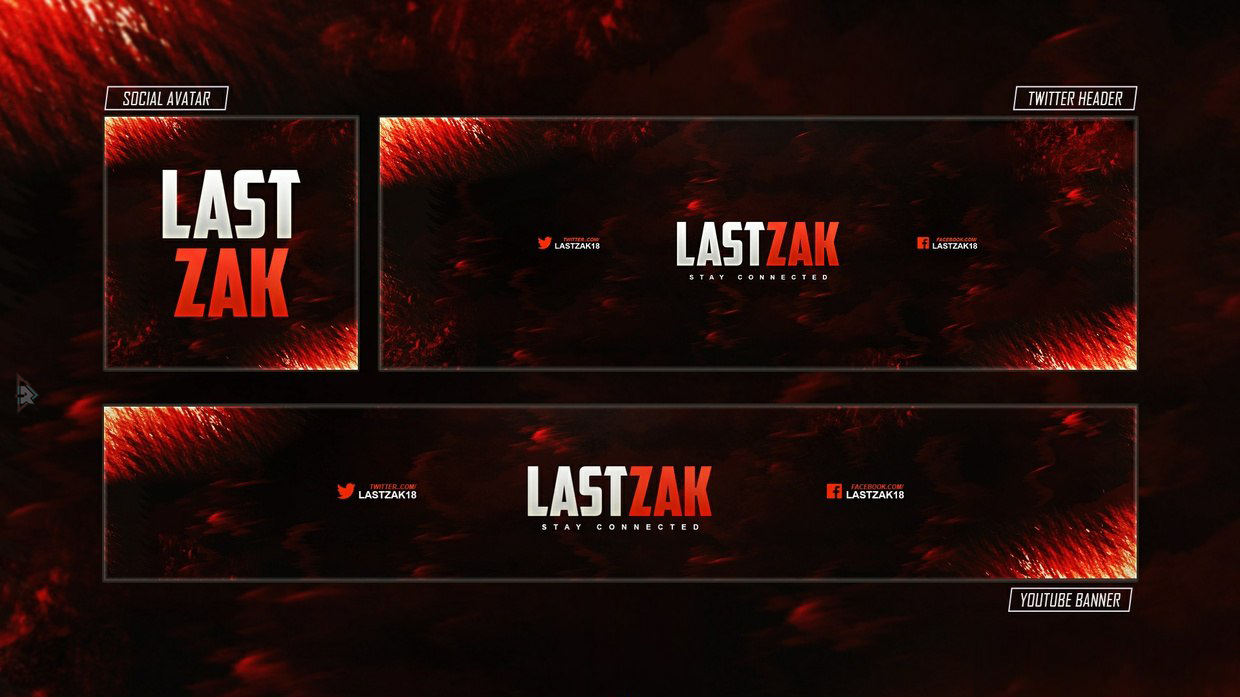 SOCIAL AVATAR
TWITTER HEADER
LAST
ZAK
TWITTER.COM/
LASTZAK18
LASTZAK
STAY CONNECTED
FACEBOOK.COM/
LASTZAK18
TWITTER.COM/
LASTZAK18
LASTZAK
STAY CONNECTED
FACEBOOK.COM/
LASTZAK18
YOUTUBE BANNER